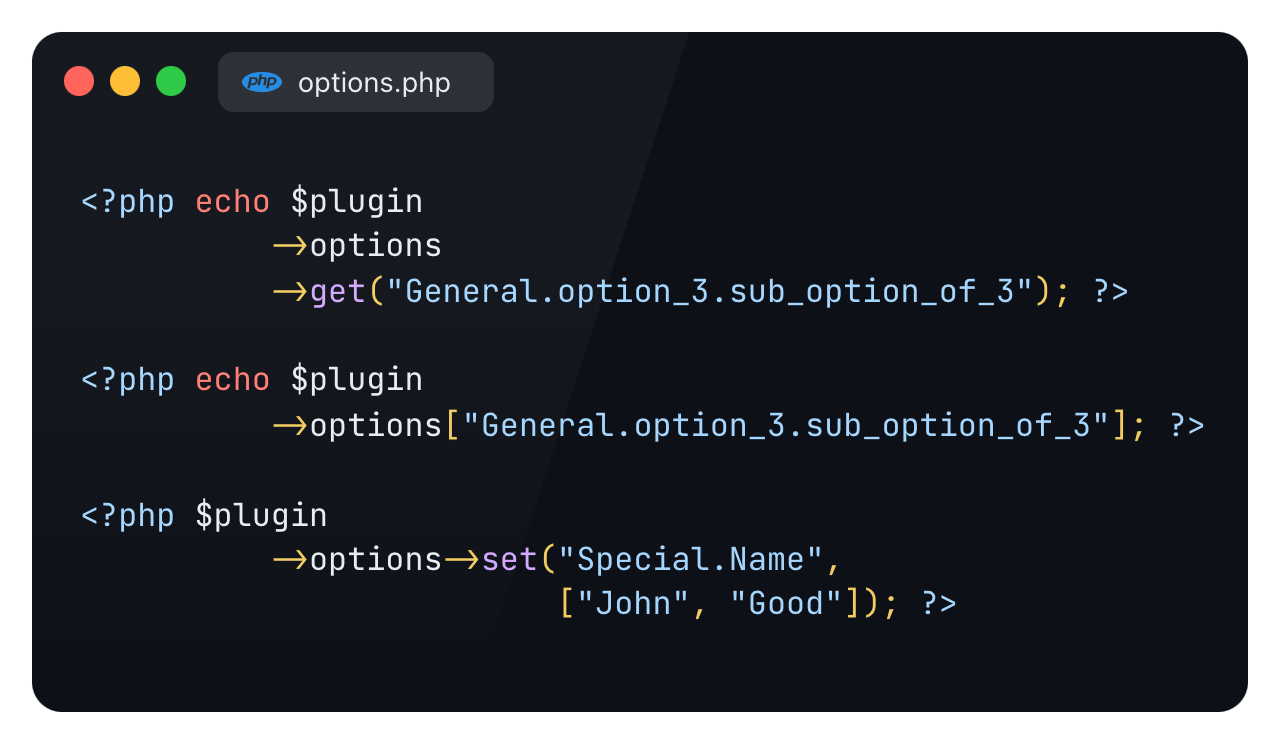 php options.php
<?php echo $plugin
->options
->get("General.option_3.sub_option_of_3"); ?>
<?php echo $plugin
->options["General.option_3.sub_option_of_3"]; ?>
<?php $plugin
->options->set("Special.Name",
["John", "Good"]); ?>